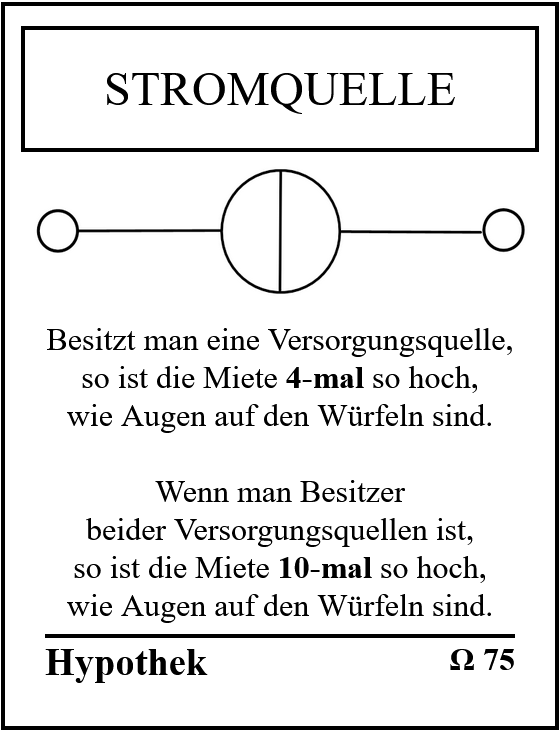 STROMQUELLE
Besitzt man eine Versorgungsquelle,
so ist die Miete 4-mal so hoch,
wie Augen auf den Würfeln sind.
Wenn man Besitzer
beider Versorgungsquellen ist,
so ist die Miete 10-mal so hoch,
wie Augen auf den Würfeln sind.
Hypothek Ω 75